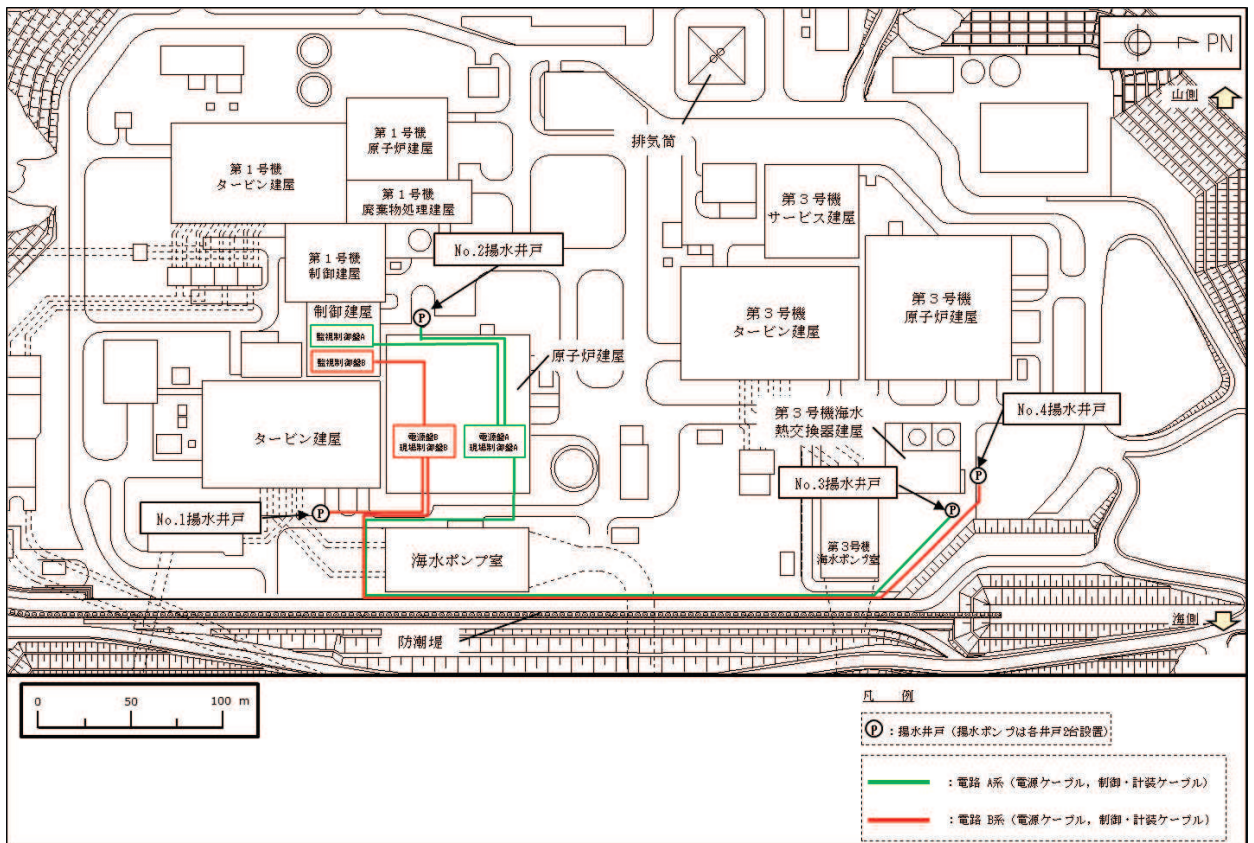 PN
山側
排気筒
第１号機
原子炉建屋
第１号機
タービン建屋
第１号機
廃棄物処理建屋
第３号機
サービス建屋
No.2揚水井戸
第１号機
制御建屋
第３号機
タービン建屋
第３号機
原子炉建屋
制御建屋
監視制御盤A
監視制御盤B
原子炉建屋
P
タービン建屋
電源盤B
現場制御盤B
電源盤A
現場制御盤A
第３号機海水
熱交換器建屋
No.4揚水井戸
P
No.3揚水井戸
P
No.1揚水井戸
P
海水ポンプ室
第３号機
海水ポンプ室
防潮堤
海側
0 50 100 m
凡 例
P：揚水井戸（揚水ポンプは各井戸2台設置）
：電路 A系（電源ケーブル，制御・計装ケーブル）
：電路 B系（電源ケーブル，制御・計装ケーブル）